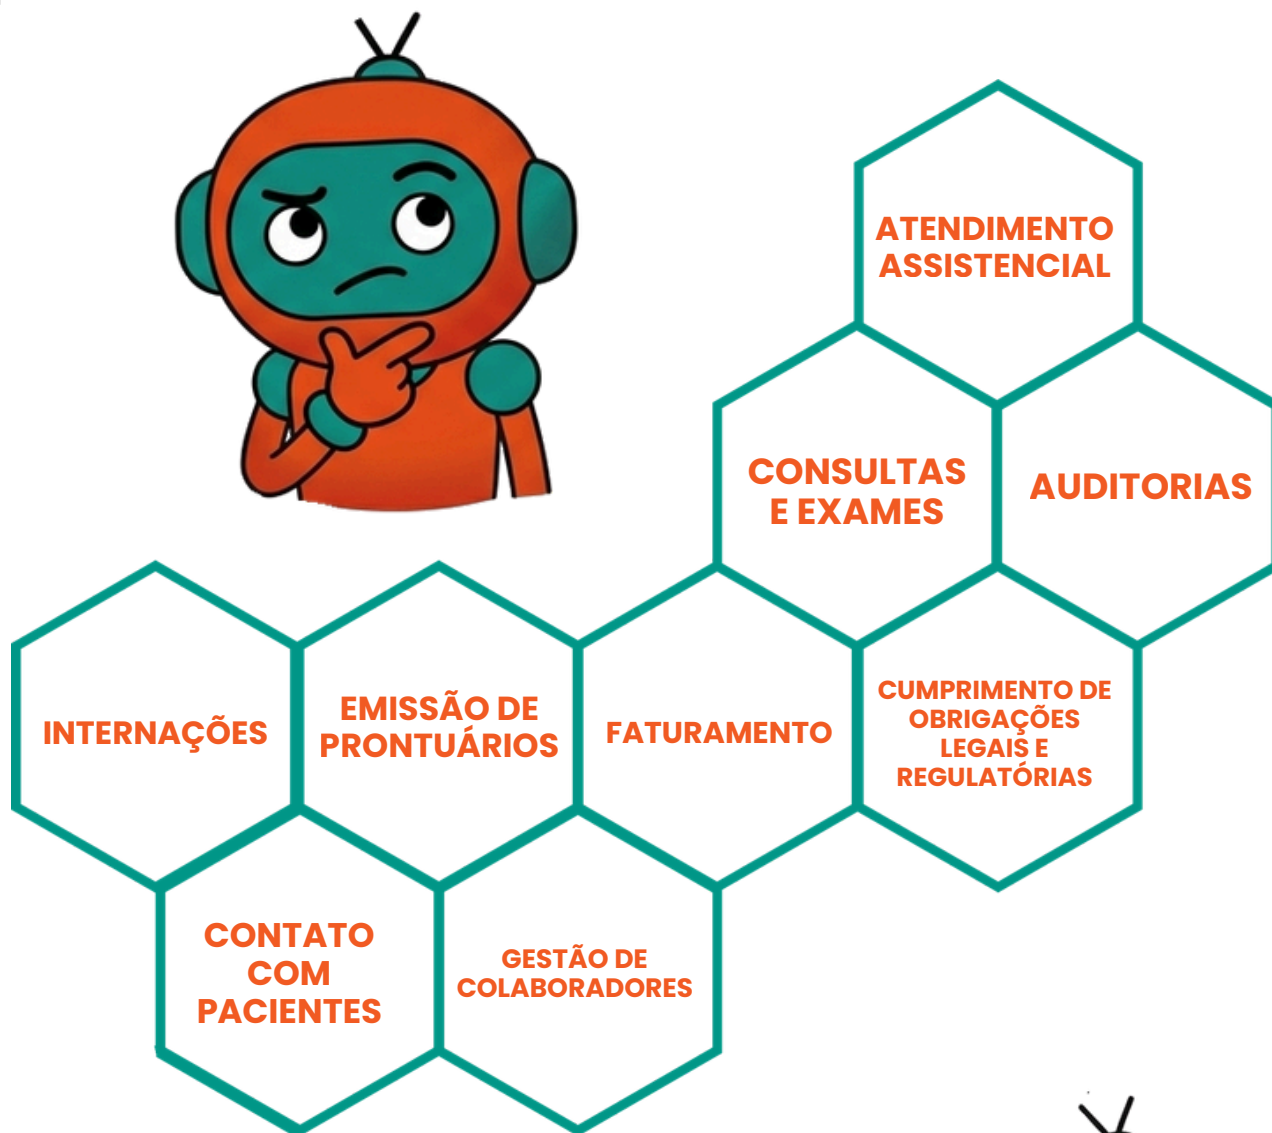 ATENDIMENTO
ASSISTENCIAL
CONSULTAS
E EXAMES
AUDITORIAS
INTERNAÇÕES
EMISSÃO DE
PRONTUÁRIOS
FATURAMENTO
CUMPRIMENTO DE
OBRIGAÇÕES
LEGAIS E
REGULATÓRIAS
CONTATO
COM
PACIENTES
GESTÃO DE
COLABORADORES